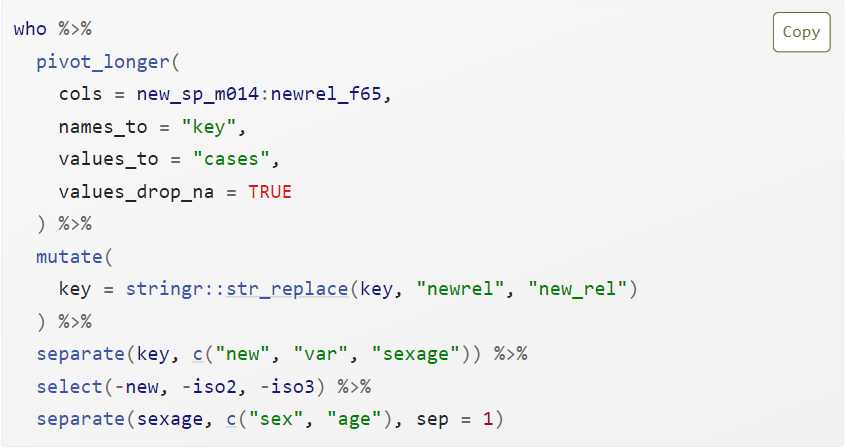 who %>%
Copy
  pivot_longer(
    cols = new_sp_m014:newrel_f65,
    names_to = "key",
    values_to = "cases",
    values_drop_na = TRUE
  ) %>%
  mutate(
    key = stringr::str_replace(key, "newrel", "new_rel")
  ) %>%
  separate(key, c("new", "var", "sexage")) %>%
  select(-new, -iso2, -iso3) %>%
  separate(sexage, c("sex", "age"), sep = 1)